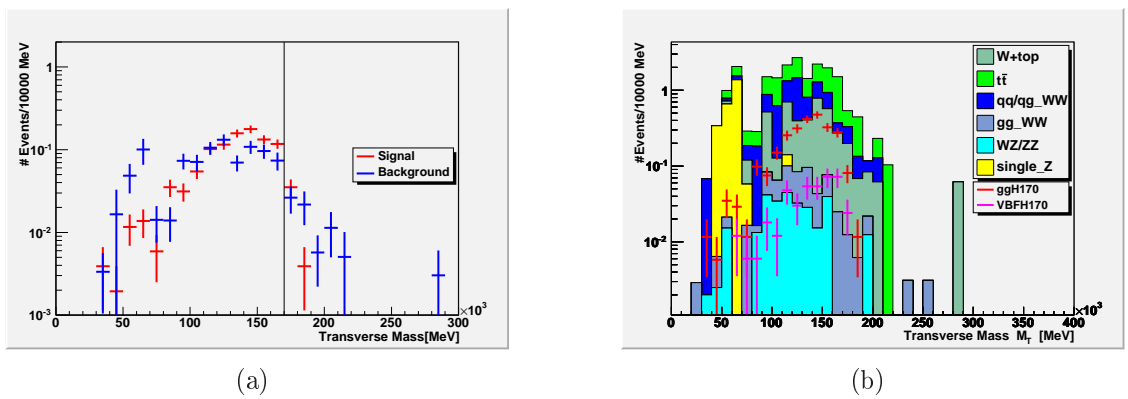 #Events/10000 MeV
1
10-1
10-2
10-3
0
50
100
150
200
250
300
×10³
Transverse Mass[MeV]
Signal
Background
(a)
#Events/10000 MeV
1
10-1
10-2
0
50
100
150
200
250
300
350
400
×10³
Transverse Mass MT [MeV]
W+top
tt̄
qq/qg_WW
gg_WW
WZ/ZZ
single_Z
ggH170
VBFH170
(b)